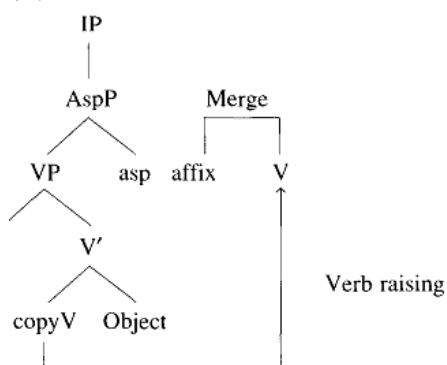 IP
AspP Merge
VP asp affix V
V′
Verb raising
copyV Object